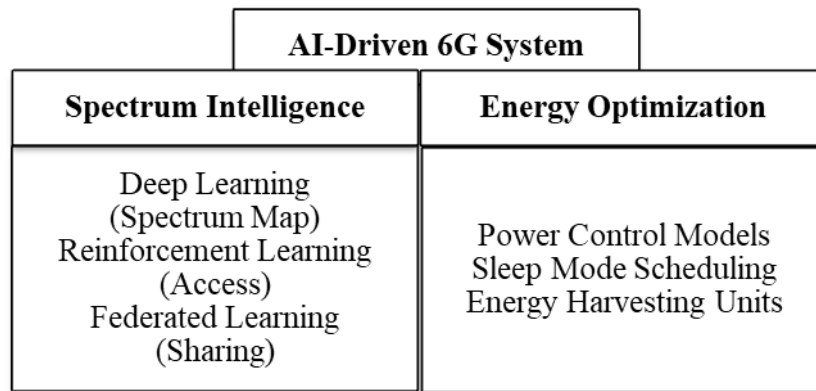 AI-Driven 6G System
Spectrum Intelligence
Energy Optimization
Deep Learning
(Spectrum Map)
Reinforcement Learning
(Access)
Federated Learning
(Sharing)
Power Control Models
Sleep Mode Scheduling
Energy Harvesting Units